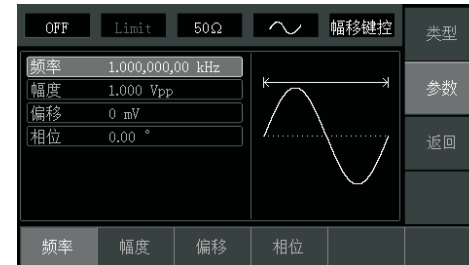 OFF Limit 50Ω 幅移键控 类型
频率 1.000,000,00 kHz
幅度 1.000 Vpp 参数
偏移 0 mV
相位 0.00 ° 返回
频率 幅度 偏移 相位